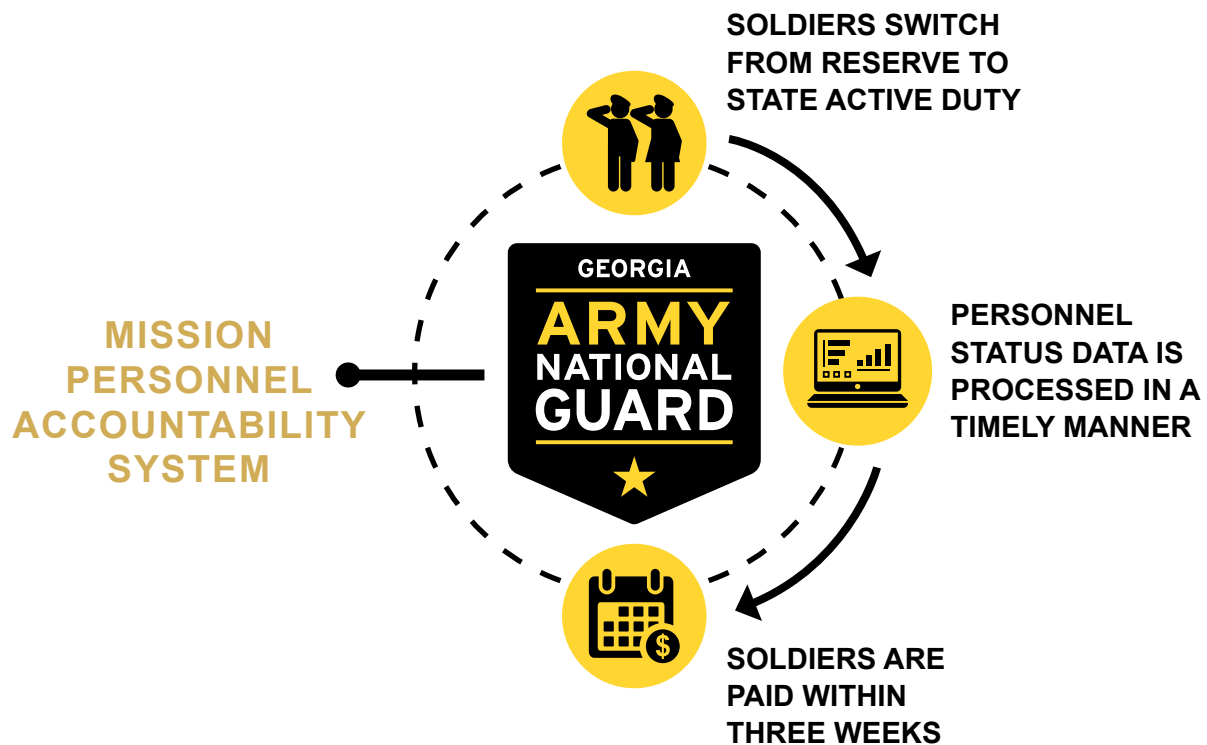 SOLDIERS SWITCH
FROM RESERVE TO
STATE ACTIVE DUTY
GEORGIA
ARMY
NATIONAL
GUARD
MISSION
PERSONNEL
ACCOUNTABILITY
SYSTEM
PERSONNEL
STATUS DATA IS
PROCESSED IN A
TIMELY MANNER
$
SOLDIERS ARE
PAID WITHIN
THREE WEEKS